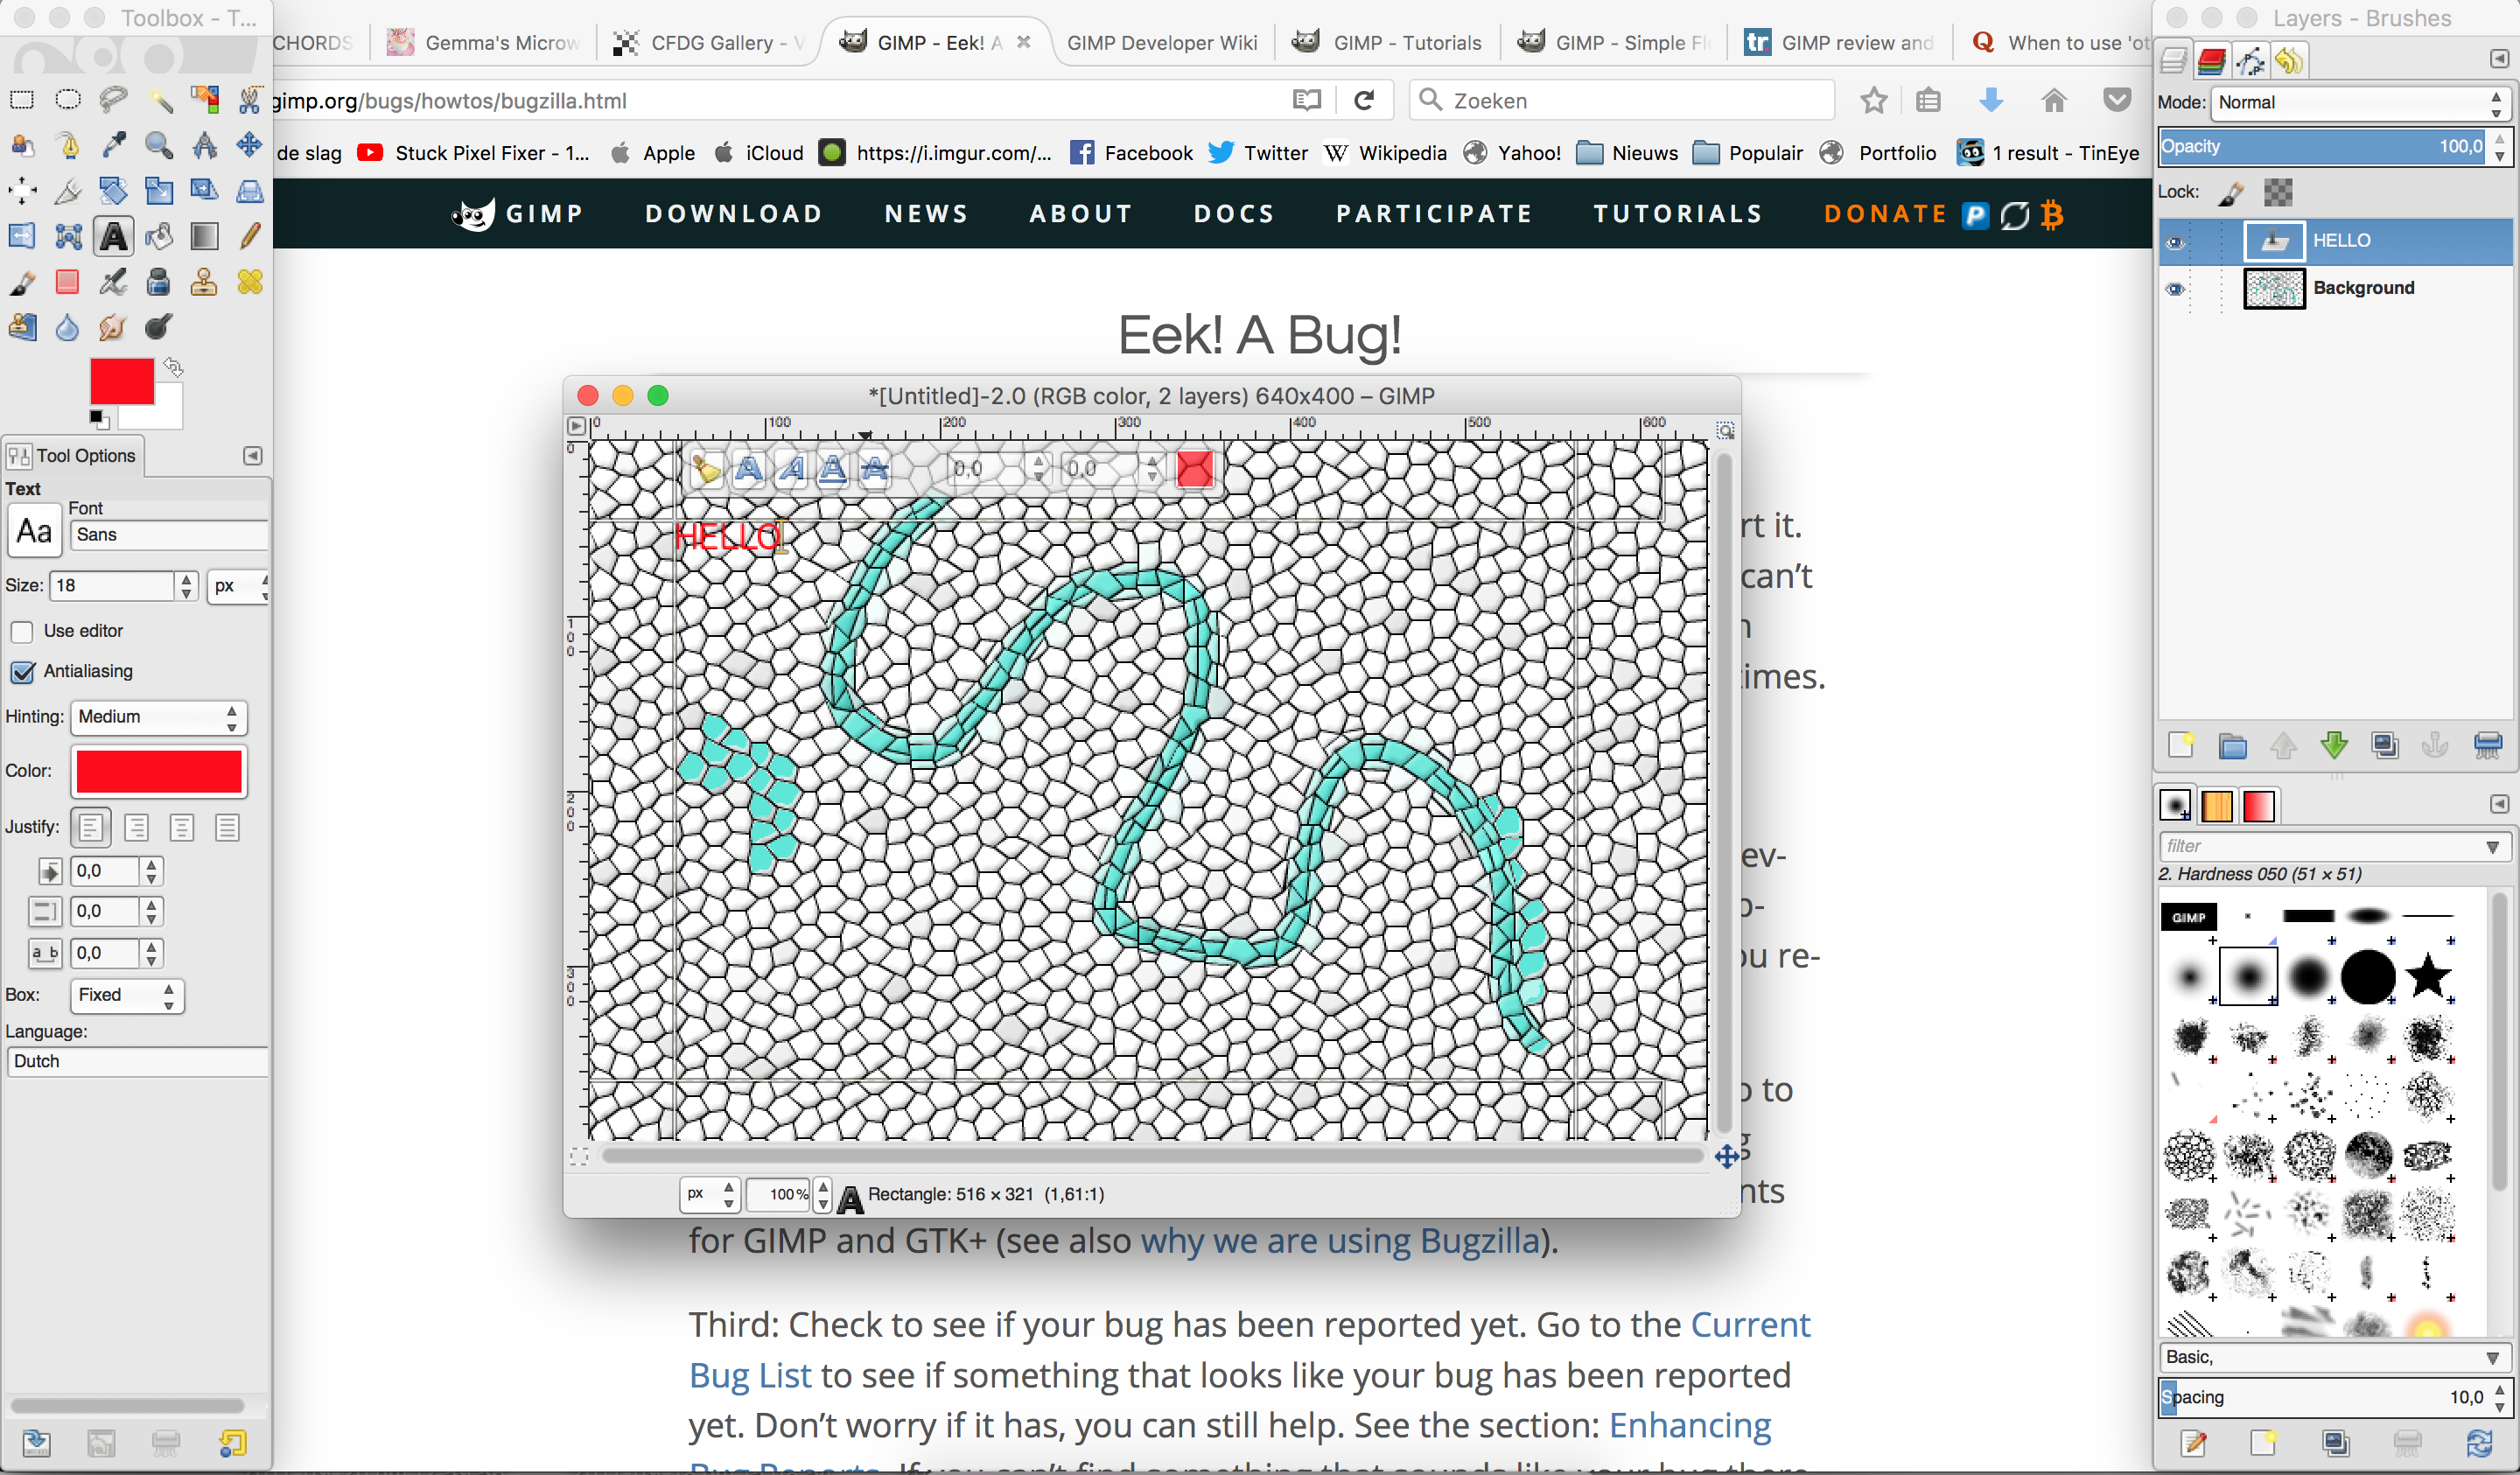 Toolbox - T...
CHORDS
Gemma's Microw
CFDG Gallery - V
GIMP - Eek! A
GIMP Developer Wiki
GIMP - Tutorials
GIMP - Simple Fl
tr.
GIMP review and
Q
When to use 'ot
Layers - Brushes
gimp.org/bugs/howtos/bugzilla.html
Zoeken
de slag
Stuck Pixel Fixer - 1...
Apple
iCloud
https://i.imgur.com/...
Facebook
Twitter
W
Wikipedia
Yahoo!
Nieuws
Populair
Portfolio
1 result - TinEye
GIMP
DOWNLOAD
NEWS
ABOUT
DOCS
PARTICIPATE
TUTORIALS
DONATE
Eek! A Bug!
*[Untitled]-2.0 (RGB color, 2 layers) 640x400 – GIMP
0 100 200 300 400 500 600
0
100
200
300
0,0 0,0
HELLO
px 100% Rectangle: 516 × 321 (1,61:1)
rt it.
can’t
times.
ev-
ou re-
to
nts
for GIMP and GTK+ (see also why we are using Bugzilla).
Third: Check to see if your bug has been reported yet. Go to the Current
Bug List to see if something that looks like your bug has been reported
yet. Don’t worry if it has, you can still help. See the section: Enhancing
Bug Reports. If you can’t find something that sounds like your bug there
Tool Options
Text
Font
Aa
Sans
Size: 18 px
Use editor
Antialiasing
Hinting: Medium
Color:
Justify:
0,0
0,0
a b 0,0
Box: Fixed
Language:
Dutch
Mode: Normal
Opacity 100,0
Lock:
HELLO
Background
filter
2. Hardness 050 (51 × 51)
GIMP
Basic,
Spacing 10,0